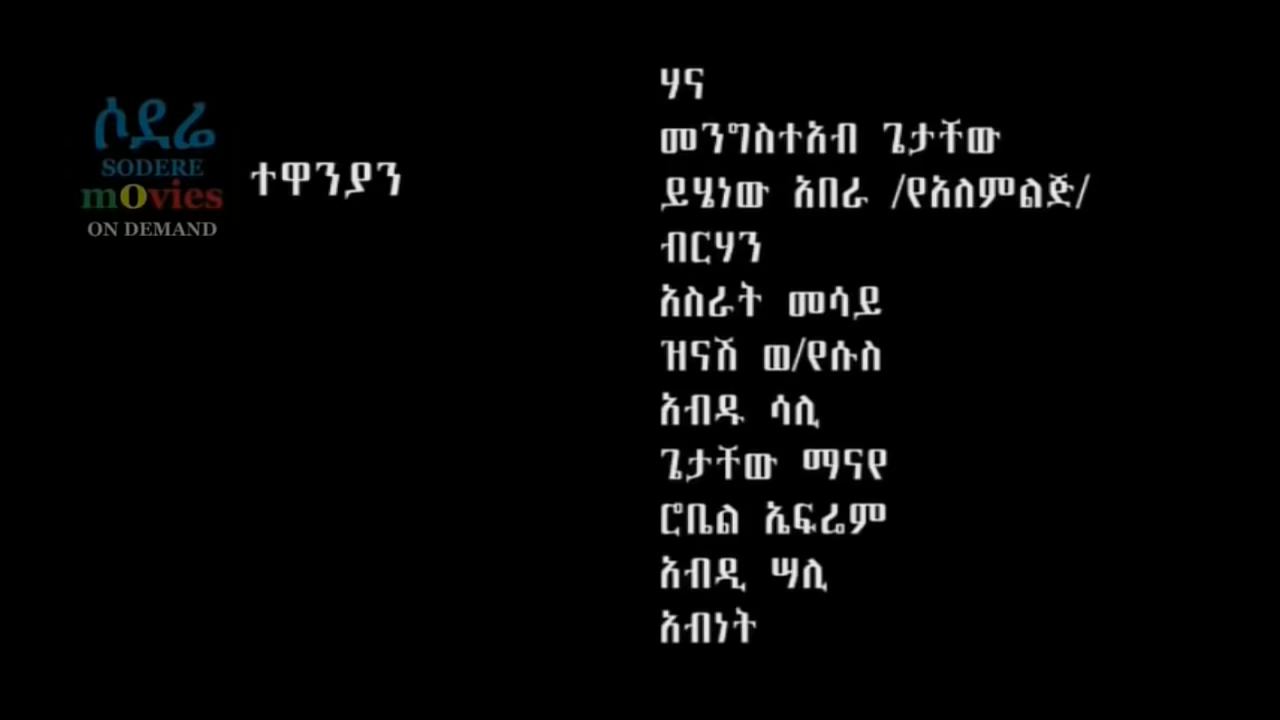 ሶደሬ
SODERE
mOvies
ON DEMAND
ተዋንያን
ሃና
መንግስተአብ ጌታቸው
ይሄነው አበራ /የአለምልጅ/
ብርሃን
አስራት መሳይ
ዝናሽ ወ/የሱስ
አብዱ ሳሊ
ጌታቸው ማናየ
ሮቤል ኤፍሬም
አብዲ ሣሊ
አብነት